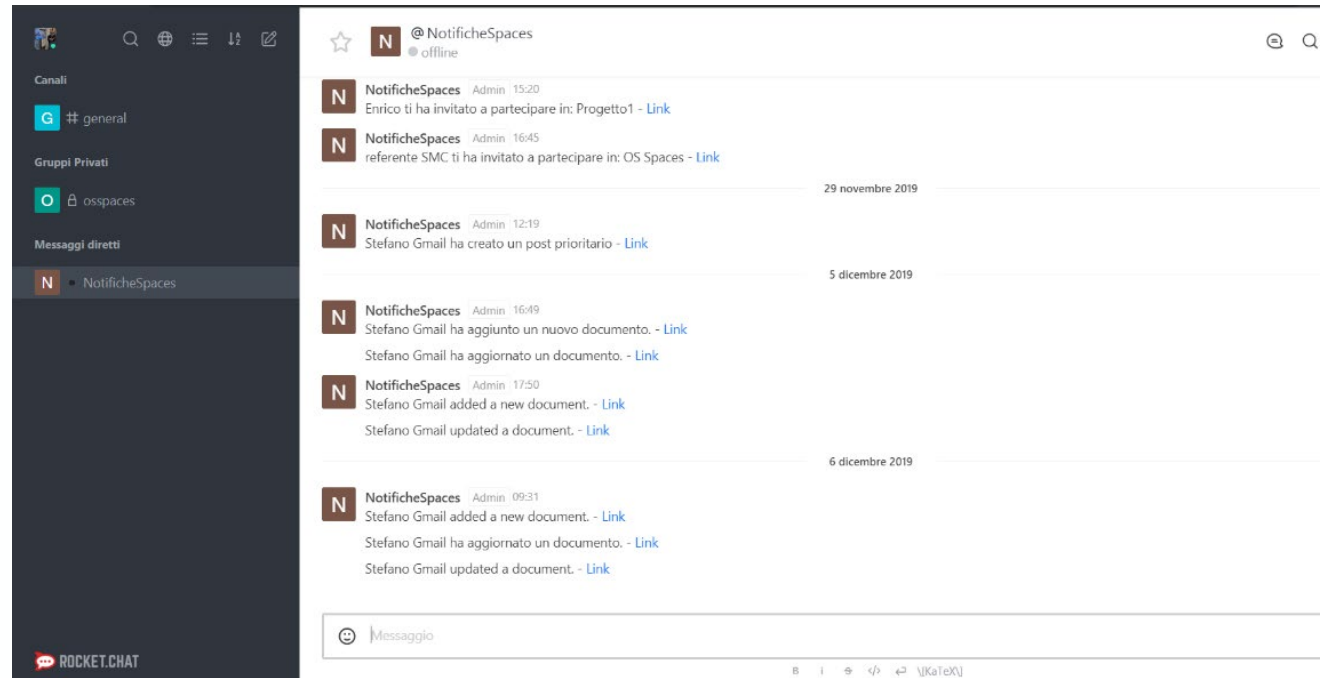 Canali
G # general
Gruppi Privati
O osspaces
Messaggi diretti
N NotificheSpaces
ROCKET.CHAT
N @ NotificheSpaces
offline
N NotificheSpaces Admin 15:20
Enrico ti ha invitato a partecipare in: Progetto1 - Link
N NotificheSpaces Admin 16:45
referente SMC ti ha invitato a partecipare in: OS Spaces - Link
29 novembre 2019
N NotificheSpaces Admin 12:19
Stefano Gmail ha creato un post prioritario - Link
5 dicembre 2019
N NotificheSpaces Admin 16:49
Stefano Gmail ha aggiunto un nuovo documento. - Link
Stefano Gmail ha aggiornato un documento. - Link
N NotificheSpaces Admin 17:50
Stefano Gmail added a new document. - Link
Stefano Gmail updated a document. - Link
6 dicembre 2019
N NotificheSpaces Admin 09:31
Stefano Gmail added a new document. - Link
Stefano Gmail ha aggiornato un documento. - Link
Stefano Gmail updated a document. - Link
Messaggio
B i S </> \[KaTeX\]